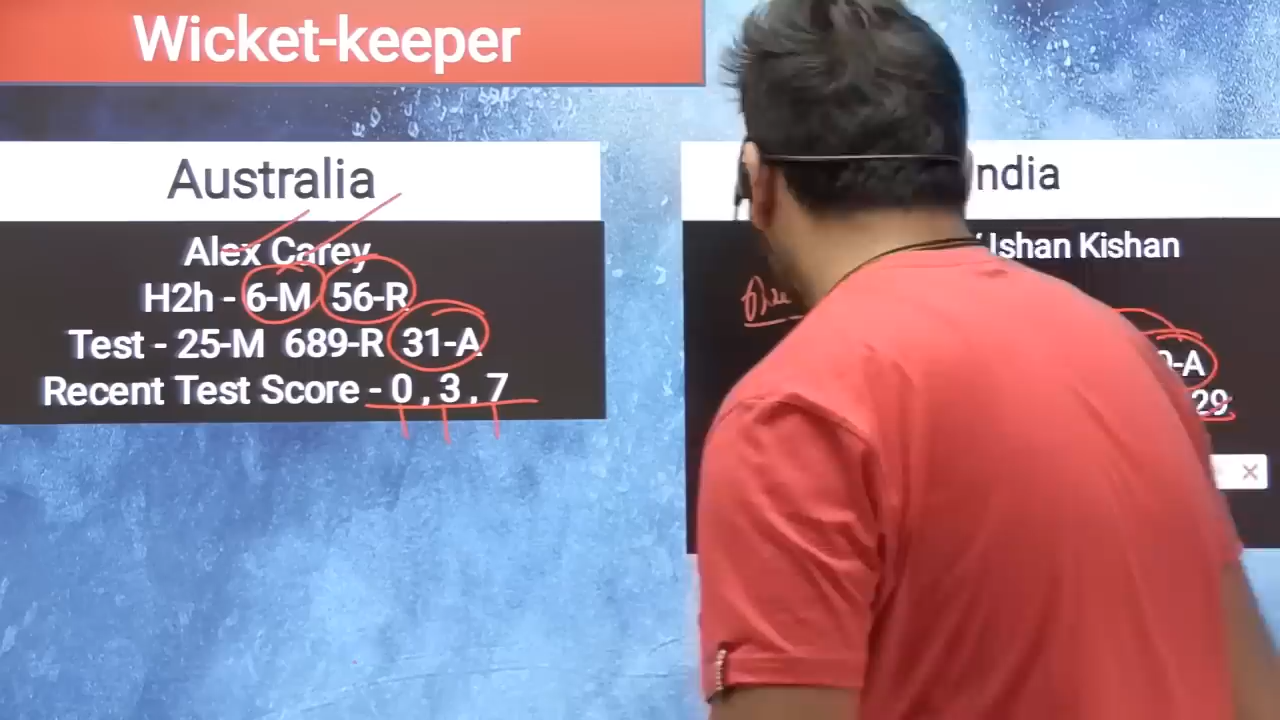 Wicket-keeper
Australia
Alex Carey
H2h - 6-M 56-R
Test - 25-M 689-R 31-A
Recent Test Score - 0 , 3 , 7
ndia
/ Ishan Kishan
-A
29